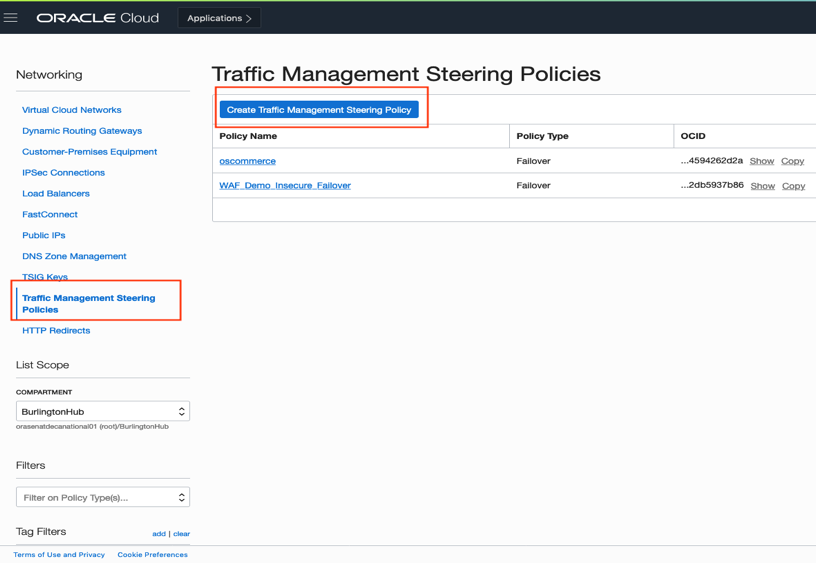 ORACLE Cloud
Applications
Networking
Virtual Cloud Networks
Dynamic Routing Gateways
Customer-Premises Equipment
IPSec Connections
Load Balancers
FastConnect
Public IPs
DNS Zone Management
TSIG Keys
Traffic Management Steering
Policies
HTTP Redirects
List Scope
COMPARTMENT
BurlingtonHub
orasenatdecanational01 (root)/BurlingtonHub
Filters
Filter on Policy Type(s)...
Tag Filters add | clear
Traffic Management Steering Policies
Create Traffic Management Steering Policy
Policy Name Policy Type OCID
oscommerce Failover ...4594262d2a Show Copy
WAF_Demo_Insecure_Failover Failover ...2db5937b86 Show Copy
Terms of Use and Privacy Cookie Preferences